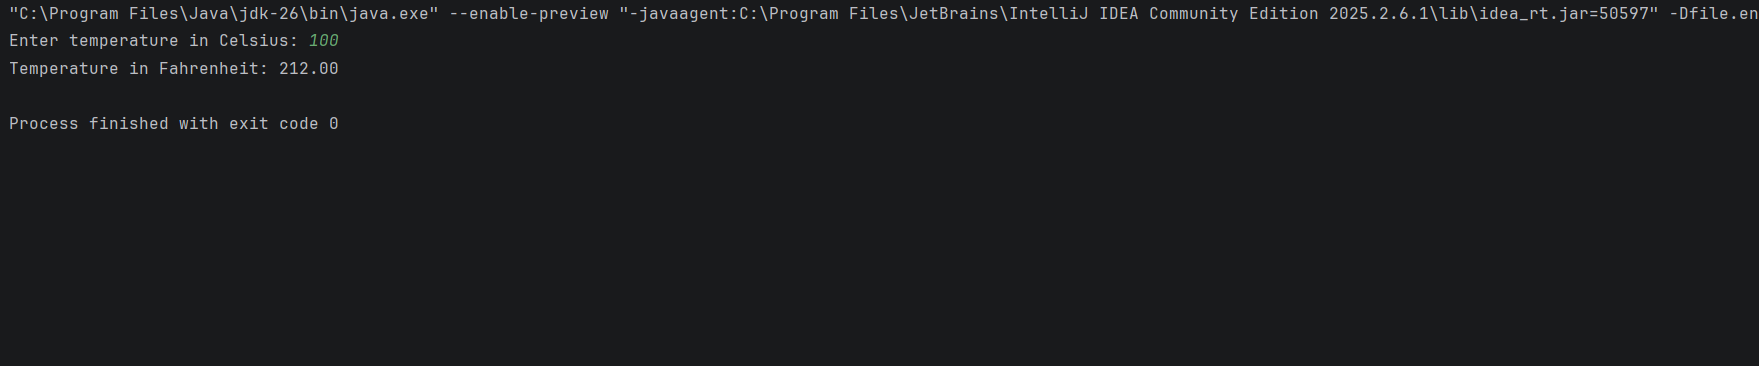 "C:\Program Files\Java\jdk-26\bin\java.exe" --enable-preview "-javaagent:C:\Program Files\JetBrains\IntelliJ IDEA Community Edition 2025.2.6.1\lib\idea_rt.jar=50597" -Dfile.en
Enter temperature in Celsius: 100
Temperature in Fahrenheit: 212.00
Process finished with exit code 0